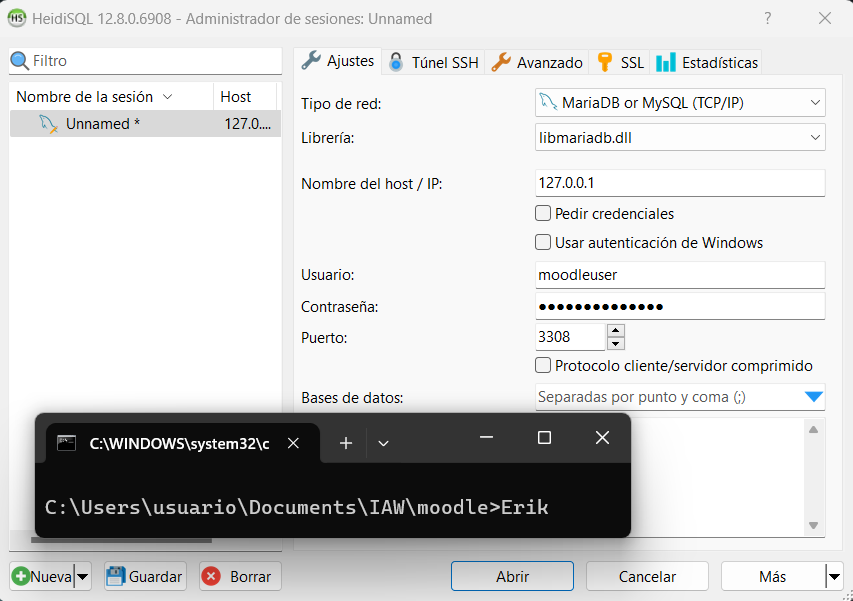 HeidiSQL 12.8.0.6908 - Administrador de sesiones: Unnamed
Filtro
Nombre de la sesión Host
Unnamed * 127.0....
Ajustes Túnel SSH Avanzado SSL Estadísticas
Tipo de red: MariaDB or MySQL (TCP/IP)
Librería: libmariadb.dll
Nombre del host / IP: 127.0.0.1
Pedir credenciales
Usar autenticación de Windows
Usuario: moodleuser
Contraseña: ●●●●●●●●●●●●●●
Puerto: 3308
Protocolo cliente/servidor comprimido
Bases de datos: Separadas por punto y coma (;)
C:\WINDOWS\system32\c
C:\Users\usuario\Documents\IAW\moodle>Erik
Nueva Guardar Borrar Abrir Cancelar Más